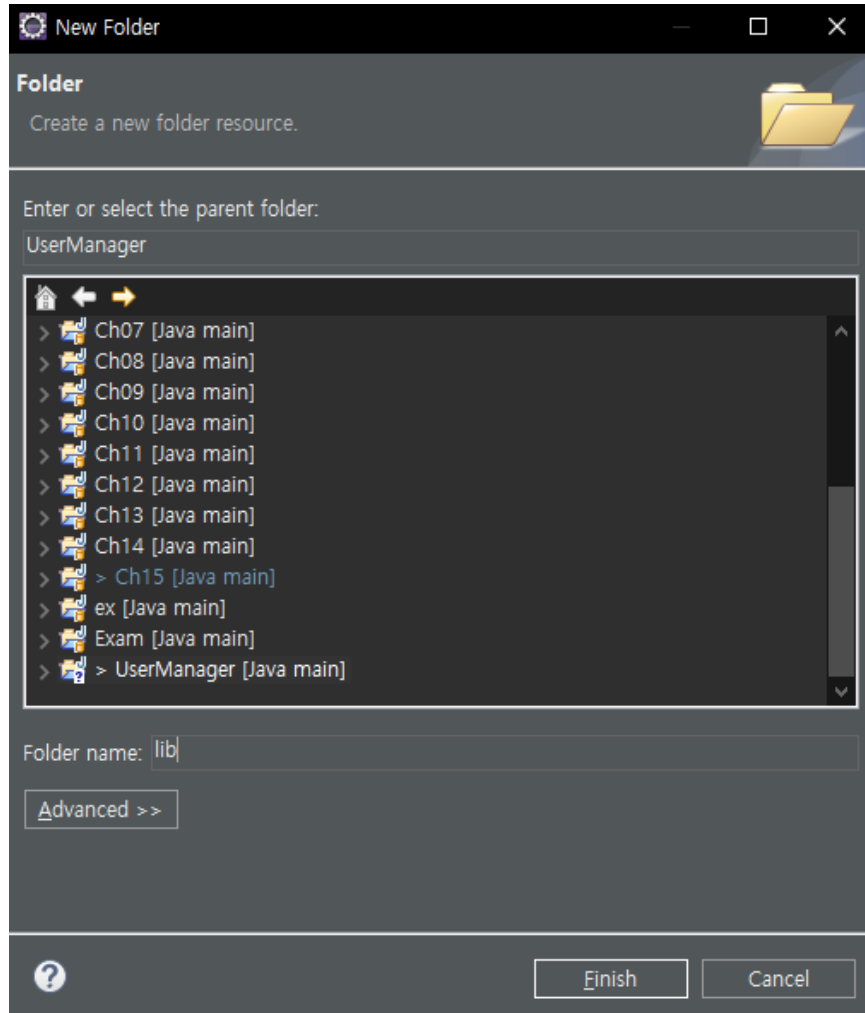 New Folder
Folder
Create a new folder resource.
Enter or select the parent folder:
UserManager
Ch07 [Java main]
Ch08 [Java main]
Ch09 [Java main]
Ch10 [Java main]
Ch11 [Java main]
Ch12 [Java main]
Ch13 [Java main]
Ch14 [Java main]
> Ch15 [Java main]
ex [Java main]
Exam [Java main]
> UserManager [Java main]
Folder name: lib
Advanced >>
Finish Cancel